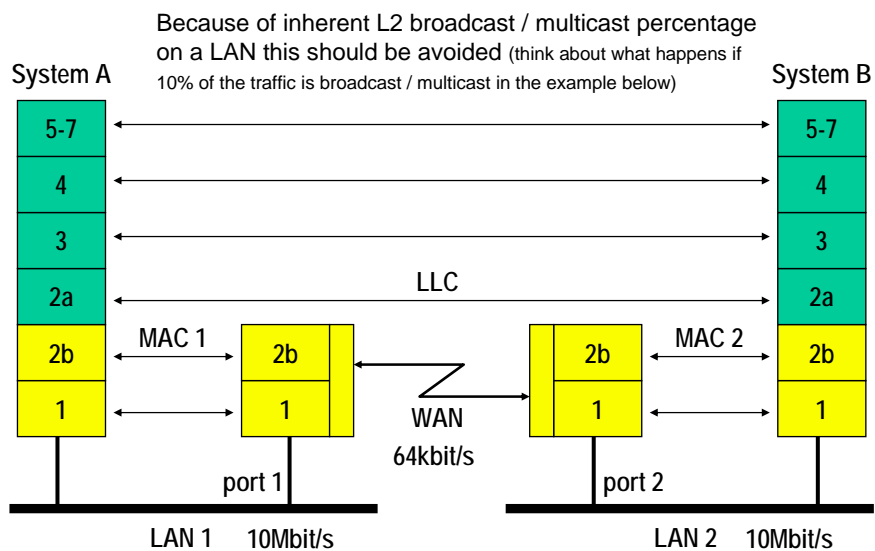 Because of inherent L2 broadcast / multicast percentage
on a LAN this should be avoided (think about what happens if
10% of the traffic is broadcast / multicast in the example below)
System A
System B
5-7
5-7
4
4
3
3
LLC
2a
2a
MAC 1
MAC 2
2b
2b
2b
2b
1
1
1
1
WAN
64kbit/s
port 1
port 2
LAN 1 10Mbit/s
LAN 2 10Mbit/s